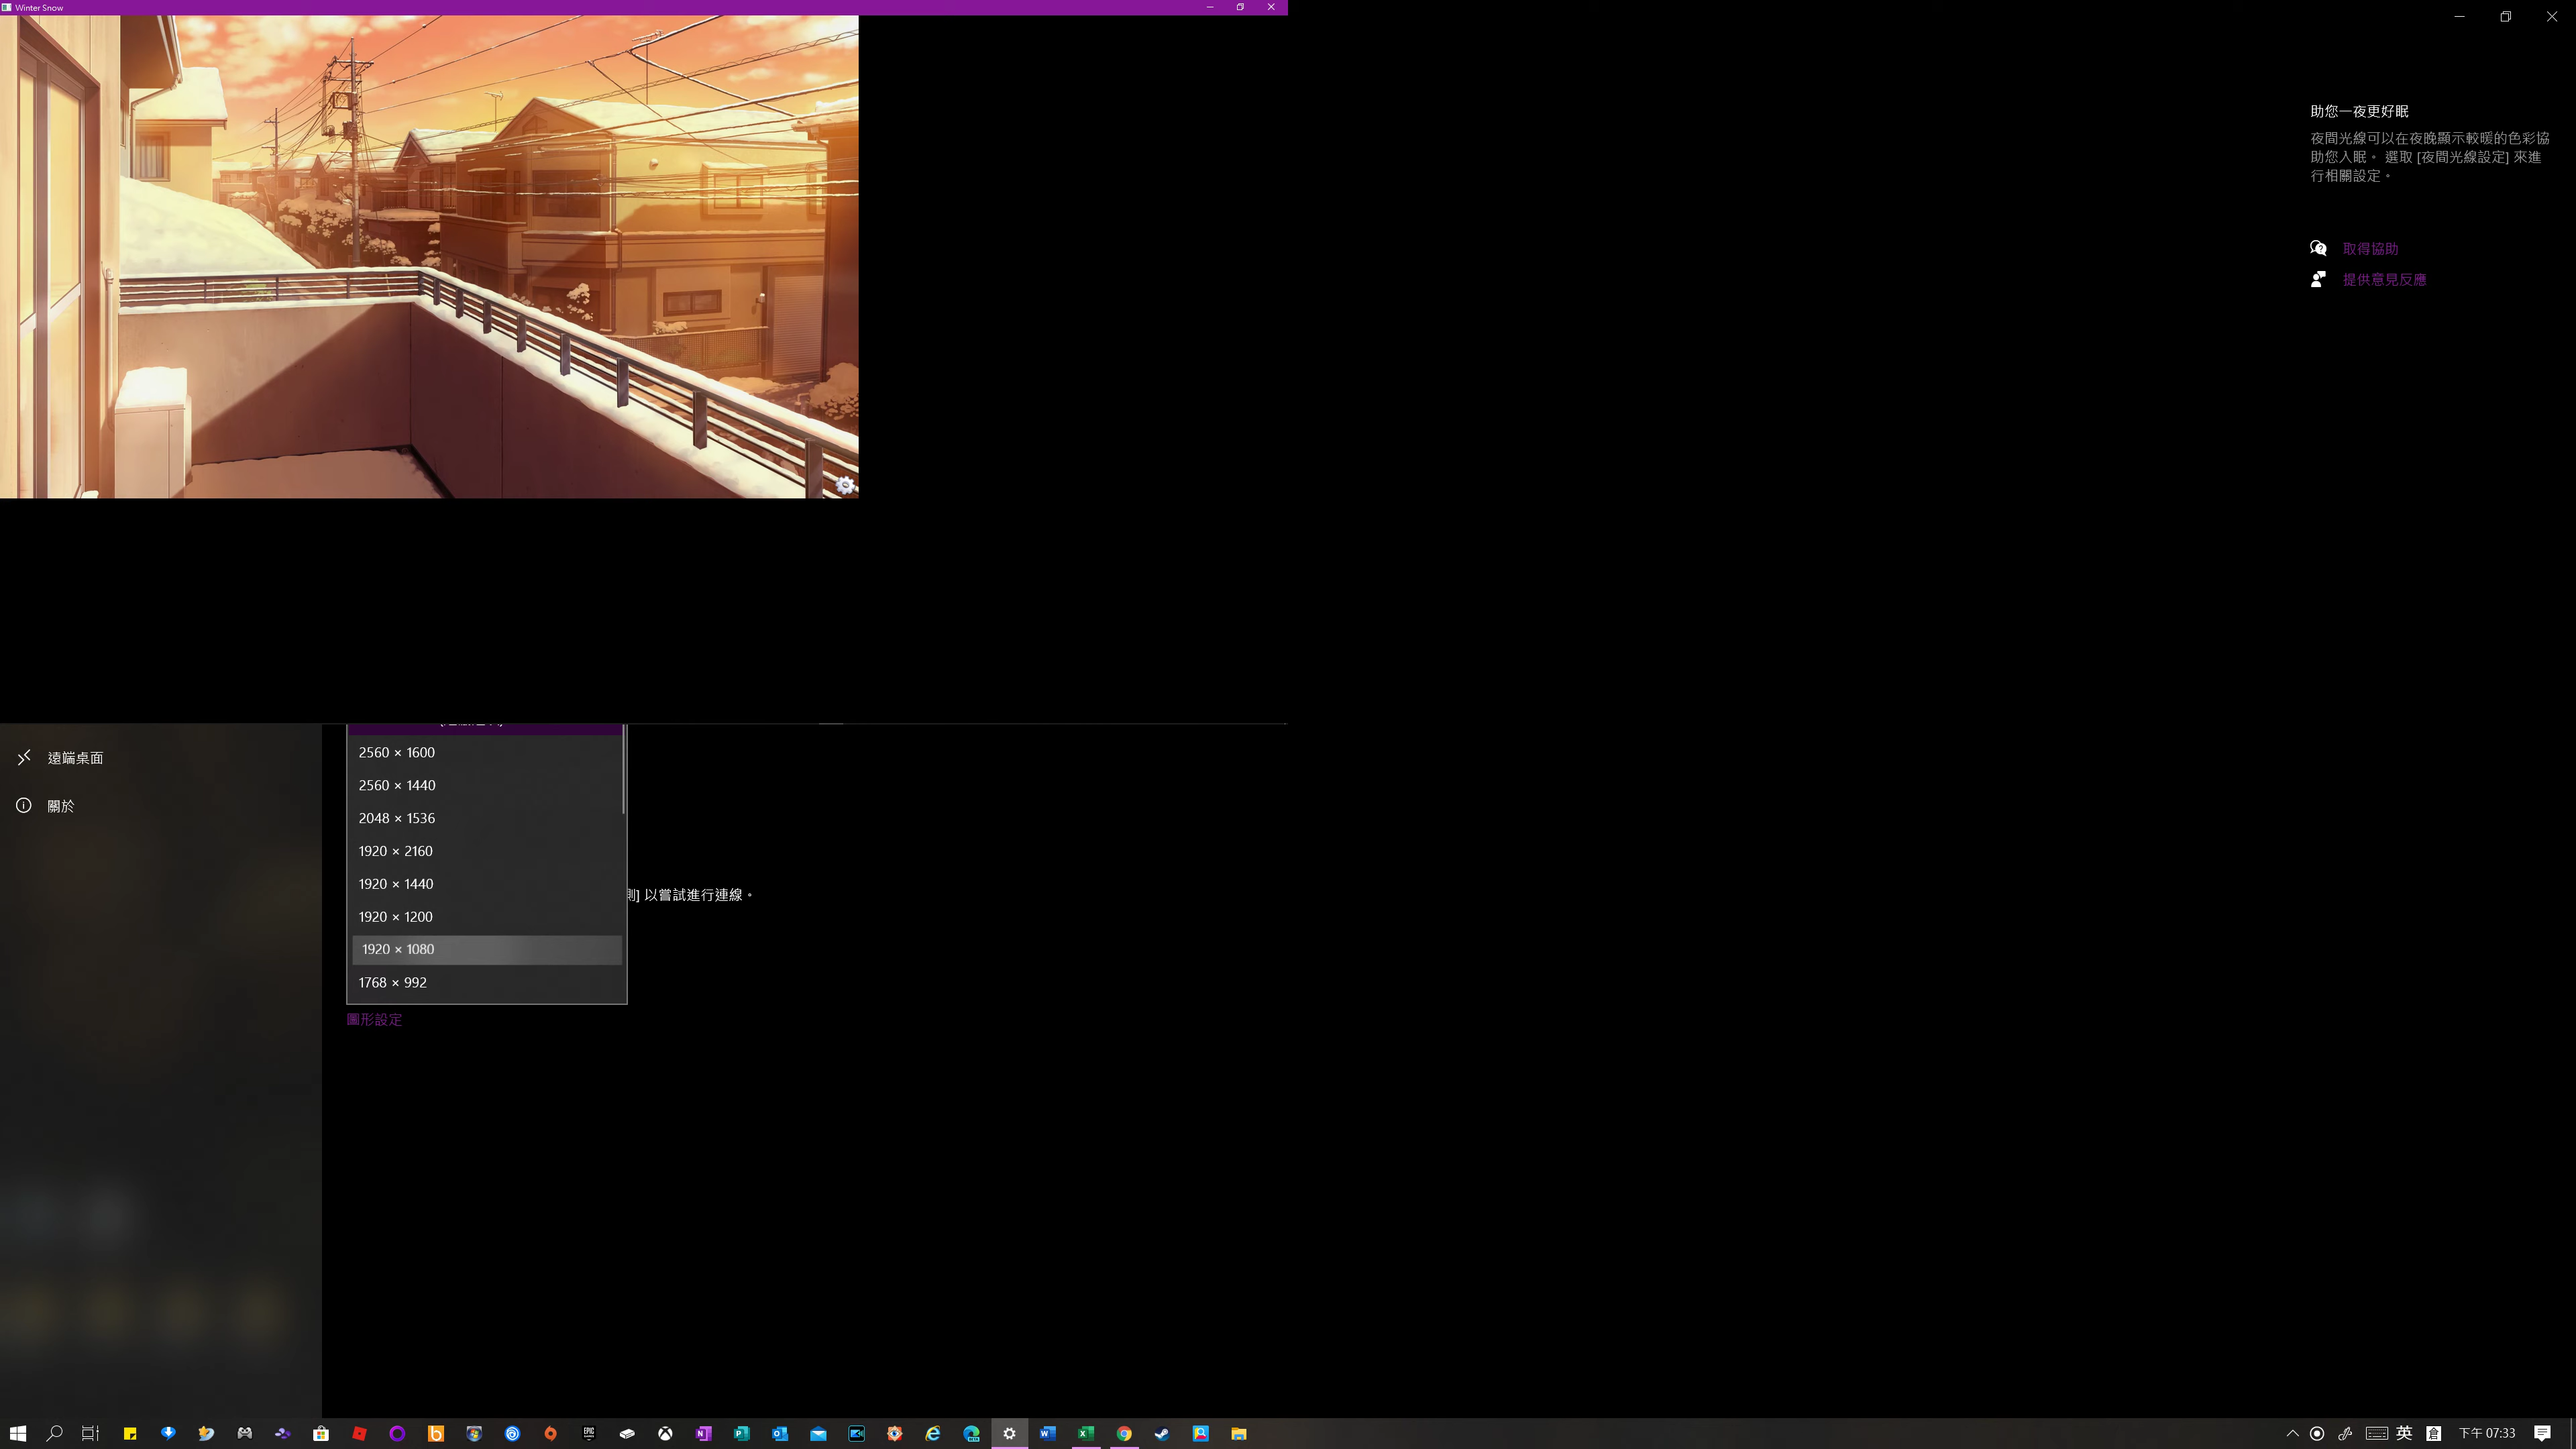 Winter Snow
助您一夜更好眠
夜間光線可以在夜晚顯示較暖的色彩協
助您入眠。 選取 [夜間光線設定] 來進
行相關設定。
取得協助
提供意見反應
遠端桌面
關於
2560 × 1600
2560 × 1440
2048 × 1536
1920 × 2160
1920 × 1440
1920 × 1200
1920 × 1080
1768 × 992
測] 以嘗試進行連線。
圖形設定
英
倉
下午 07:33